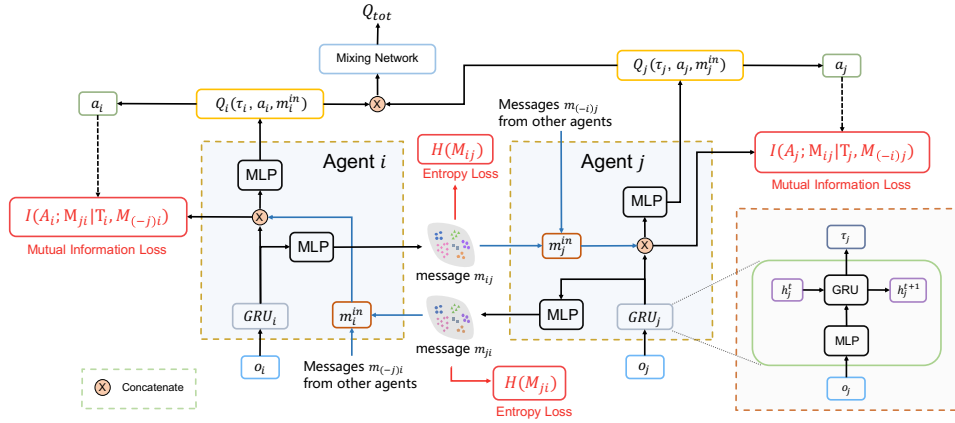 $Q_{tot}$
Mixing Network
$Q_i(\tau_i, a_i, m_i^{in})$
X
$Q_j(\tau_j, a_j, m_j^{in})$
$a_i$
$a_j$
Messages $m_{(-i)j}$
from other agents
$H(M_{ij})$
Entropy Loss
Agent $i$
Agent $j$
MLP
MLP
$I(A_j; M_{ij}|T_j, M_{(-i)j})$
Mutual Information Loss
$I(A_i; M_{ji}|T_i, M_{(-j)i})$
Mutual Information Loss
X
MLP
message $m_{ij}$
$m_j^{in}$
X
$\tau_j$
$h_j^t$
GRU
$h_j^{t+1}$
MLP
$o_j$
$GRU_i$
$m_i^{in}$
message $m_{ji}$
MLP
$GRU_j$
$o_i$
Messages $m_{(-j)i}$
from other agents
$o_j$
$H(M_{ji})$
Entropy Loss
X Concatenate